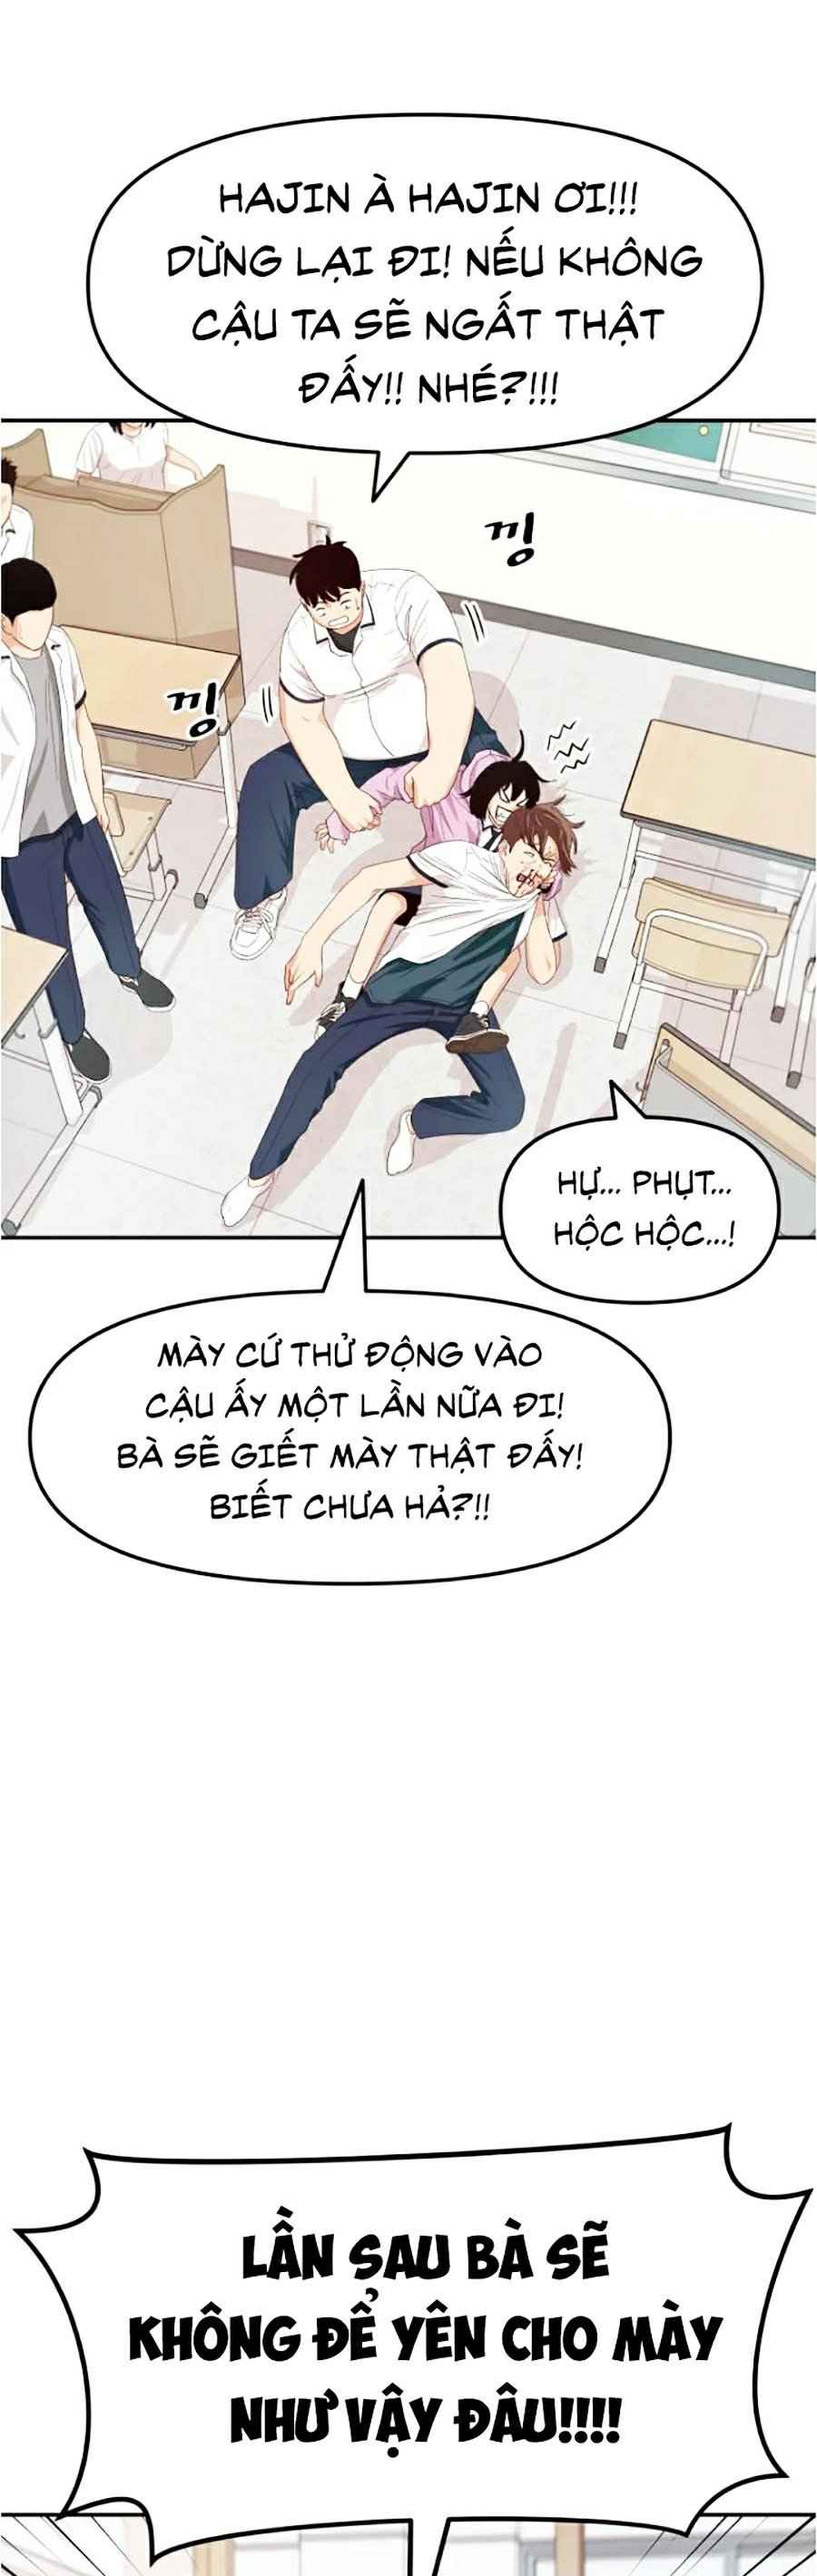 HAJIN À HAJIN ƠI!!!
DỪNG LẠI ĐI! NẾU KHÔNG
CẬU TA SẼ NGẤT THẬT
ĐẤY!! NHÉ?!!!
낑
낑
HỰ... PHỤT...
HỘC HỘC...!
MÀY CỨ THỬ ĐỘNG VÀO
CẬU ẤY MỘT LẦN NỮA ĐI!
BÀ SẼ GIẾT MÀY THẬT ĐẤY!
BIẾT CHƯA HẢ?!!
LẦN SAU BÀ SẼ
KHÔNG ĐỂ YÊN CHO MÀY
NHƯ VẬY ĐÂU!!!!